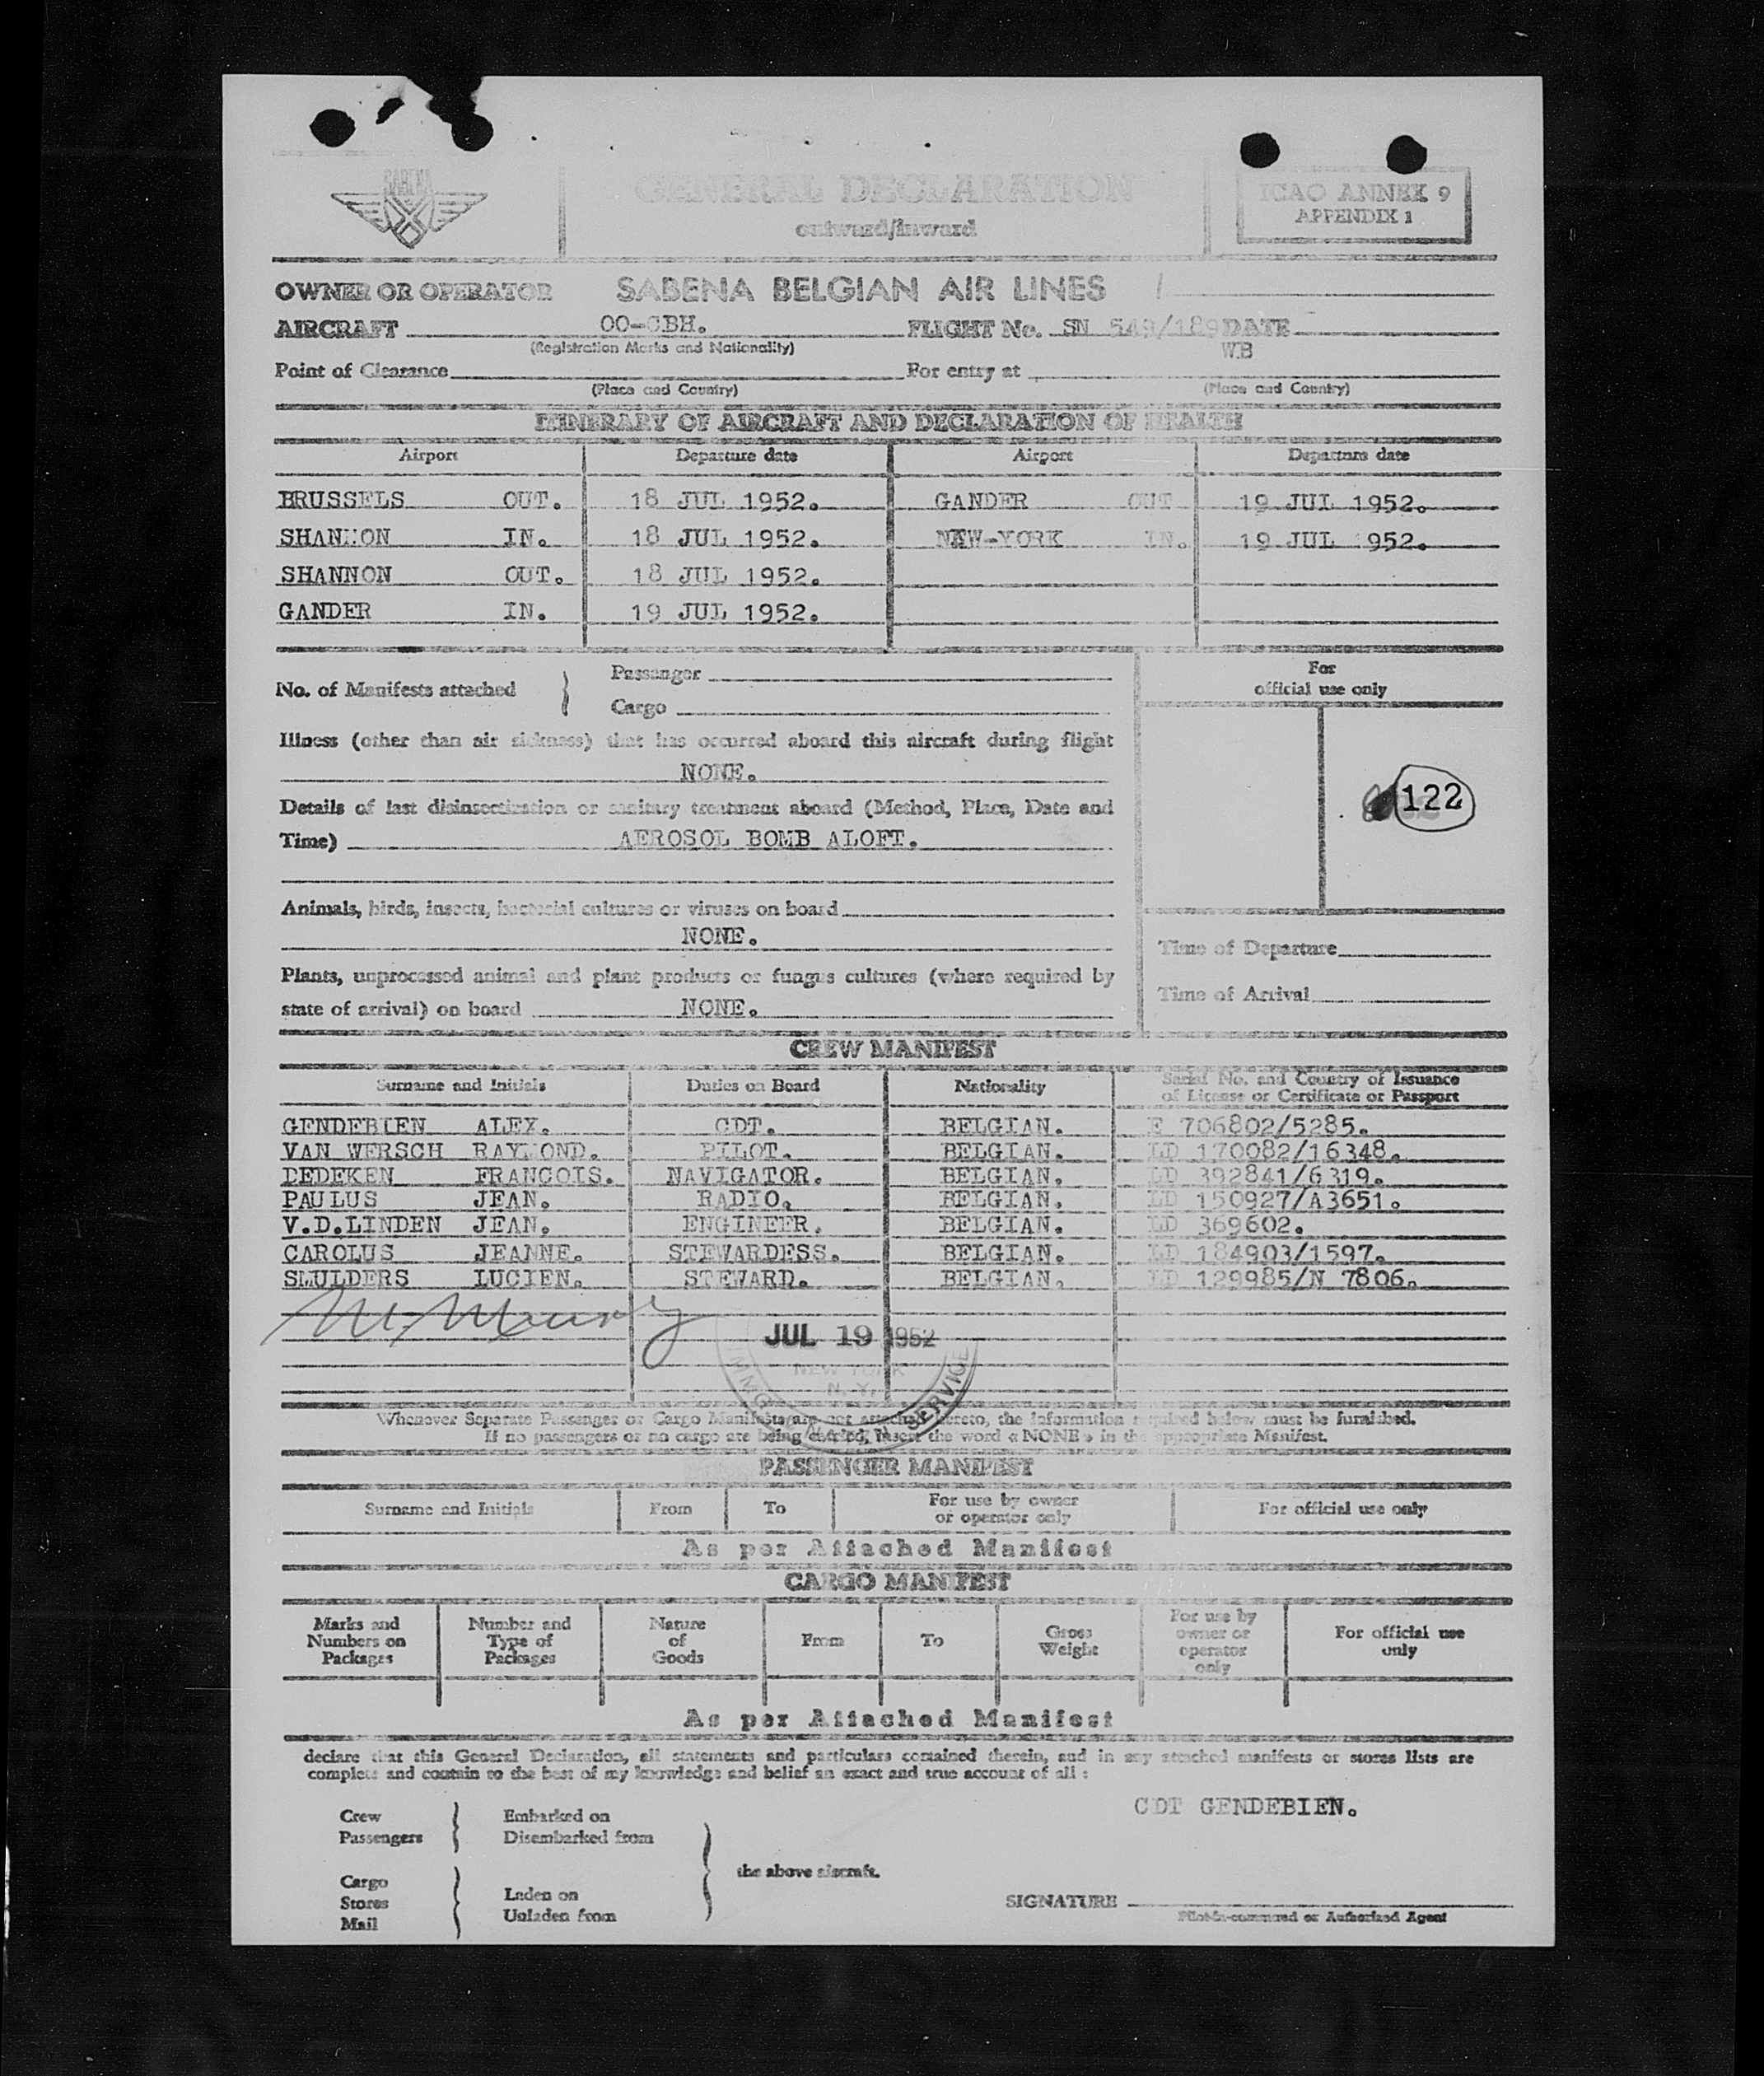 SABENA
GENERAL DECLARATION
outward/inward
ICAO ANNEX 9
APPENDIX 1
OWNER OR OPERATOR SABENA BELGIAN AIR LINES
AIRCRAFT OO-CBH. FLIGHT No. SN 549/189 DATE
(Registration Marks and Nationality) WB
Point of Clearance For entry at
(Place and Country) (Place and Country)
ITINERARY OF AIRCRAFT AND DECLARATION OF HEALTH
Airport Departure date Airport Departure date
BRUSSELS OUT. 18 JUL 1952. GANDER OUT 19 JUL 1952.
SHANNON IN. 18 JUL 1952. NEW-YORK IN. 19 JUL 1952.
SHANNON OUT. 18 JUL 1952.
GANDER IN. 19 JUL 1952.
No. of Manifests attached } Passenger
Cargo
For
official use only
Illness (other than air sickness) that has occurred aboard this aircraft during flight
NONE.
122
Details of last disinsectization or sanitary treatment aboard (Method, Place, Date and
Time) AEROSOL BOMB ALOFT.
Animals, birds, insects, bacterial cultures or viruses on board
NONE.
Time of Departure
Plants, unprocessed animal and plant products or fungus cultures (where required by
state of arrival) on board NONE.
Time of Arrival
CREW MANIFEST
Surname and Initials Duties on Board Nationality Serial No. and Country of Issuance
of License or Certificate or Passport
GENDEBIEN ALEX. CDT. BELGIAN. E 706802/5285.
VAN WERSCH RAYMOND. PILOT. BELGIAN. LD 170082/16348.
DEDEKEN FRANCOIS. NAVIGATOR. BELGIAN. LD 392841/6319.
PAULUS JEAN. RADIO. BELGIAN. LD 150927/A3651.
V.D.LINDEN JEAN. ENGINEER. BELGIAN. LD 369602.
CAROLUS JEANNE. STEWARDESS. BELGIAN. LD 184903/1597.
SMULDERS LUCIEN. STEWARD. BELGIAN. LD 129985/N 7806.
JUL 19 1952
NEW YORK
N. Y.
SERVICE
Whenever Separate Passenger or Cargo Manifests are not attached hereto, the information required below must be furnished.
If no passengers or no cargo are being carried, insert the word « NONE » in the appropriate Manifest.
PASSENGER MANIFEST
Surname and Initials From To For use by owner
or operator only For official use only
As per Attached Manifest
CARGO MANIFEST
Marks and Numbers on Packages Number and Type of Packages Nature of Goods From To Gross Weight For use by owner or operator only For official use only
As per Attached Manifest
declare that this General Declaration, all statements and particulars contained therein, and in any attached manifests or stores lists are
complete and contain to the best of my knowledge and belief an exact and true account of all :
CDT GENDEBIEN.
Crew } Embarked on
Passengers Disembarked from
the above aircraft.
Cargo
Stores } Laden on
Mail Unladen from
SIGNATURE
Pilot-in-command or Authorized Agent